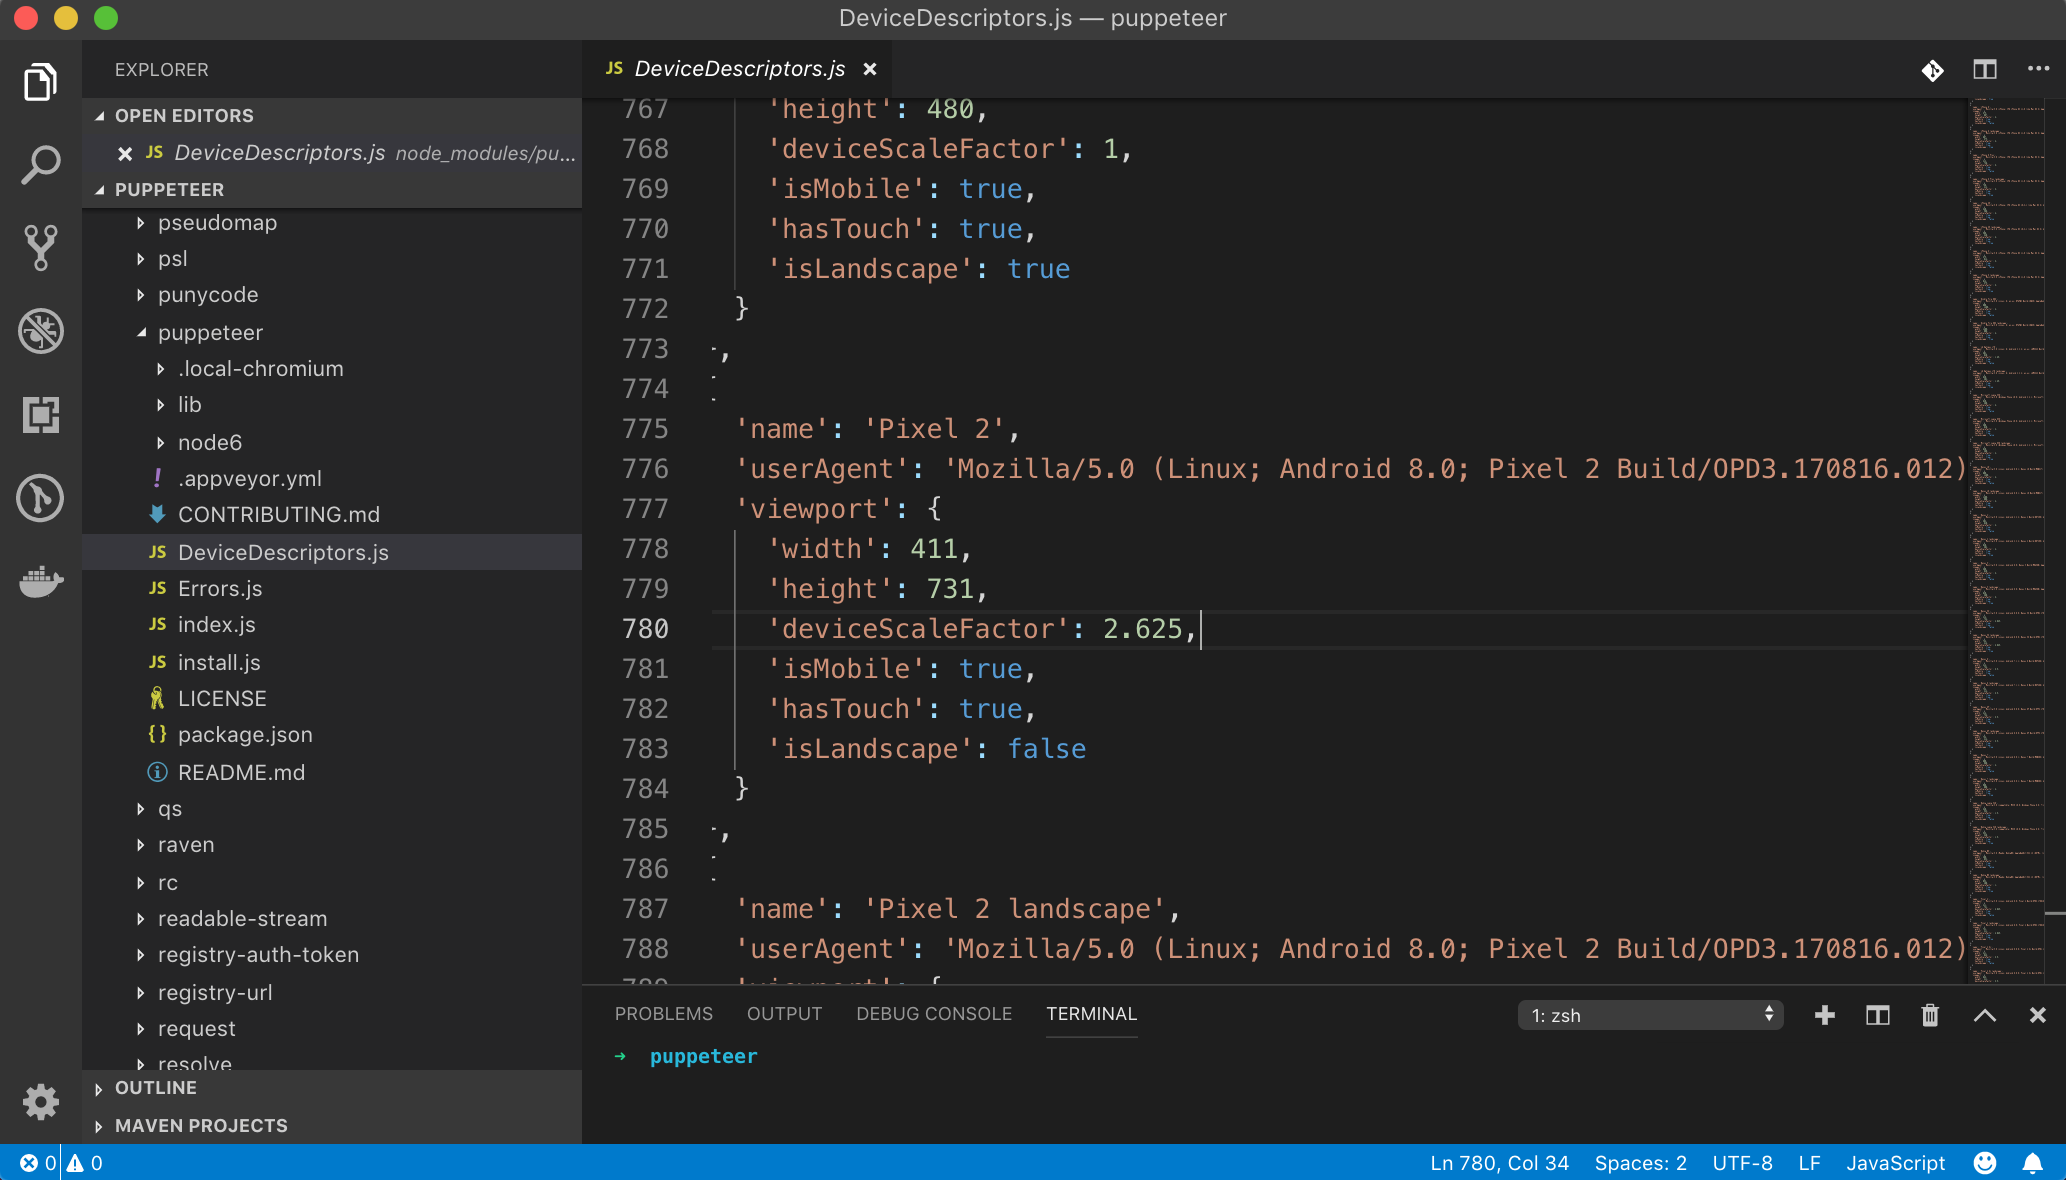 DeviceDescriptors.js — puppeteer
EXPLORER
OPEN EDITORS
JS DeviceDescriptors.js node_modules/pu...
PUPPETEER
pseudomap
psl
punycode
puppeteer
.local-chromium
lib
node6
! .appveyor.yml
CONTRIBUTING.md
JS DeviceDescriptors.js
JS Errors.js
JS index.js
JS install.js
LICENSE
{} package.json
README.md
qs
raven
rc
readable-stream
registry-auth-token
registry-url
request
resolve
OUTLINE
MAVEN PROJECTS
JS DeviceDescriptors.js
767 'height': 480,
768 'deviceScaleFactor': 1,
769 'isMobile': true,
770 'hasTouch': true,
771 'isLandscape': true
772 }
773 },
774 {
775 'name': 'Pixel 2',
776 'userAgent': 'Mozilla/5.0 (Linux; Android 8.0; Pixel 2 Build/OPD3.170816.012)
777 'viewport': {
778 'width': 411,
779 'height': 731,
780 'deviceScaleFactor': 2.625,
781 'isMobile': true,
782 'hasTouch': true,
783 'isLandscape': false
784 }
785 },
786 {
787 'name': 'Pixel 2 landscape',
788 'userAgent': 'Mozilla/5.0 (Linux; Android 8.0; Pixel 2 Build/OPD3.170816.012)
789 'viewport': {
PROBLEMS OUTPUT DEBUG CONSOLE TERMINAL 1: zsh
➜ puppeteer
0 0 Ln 780, Col 34 Spaces: 2 UTF-8 LF JavaScript